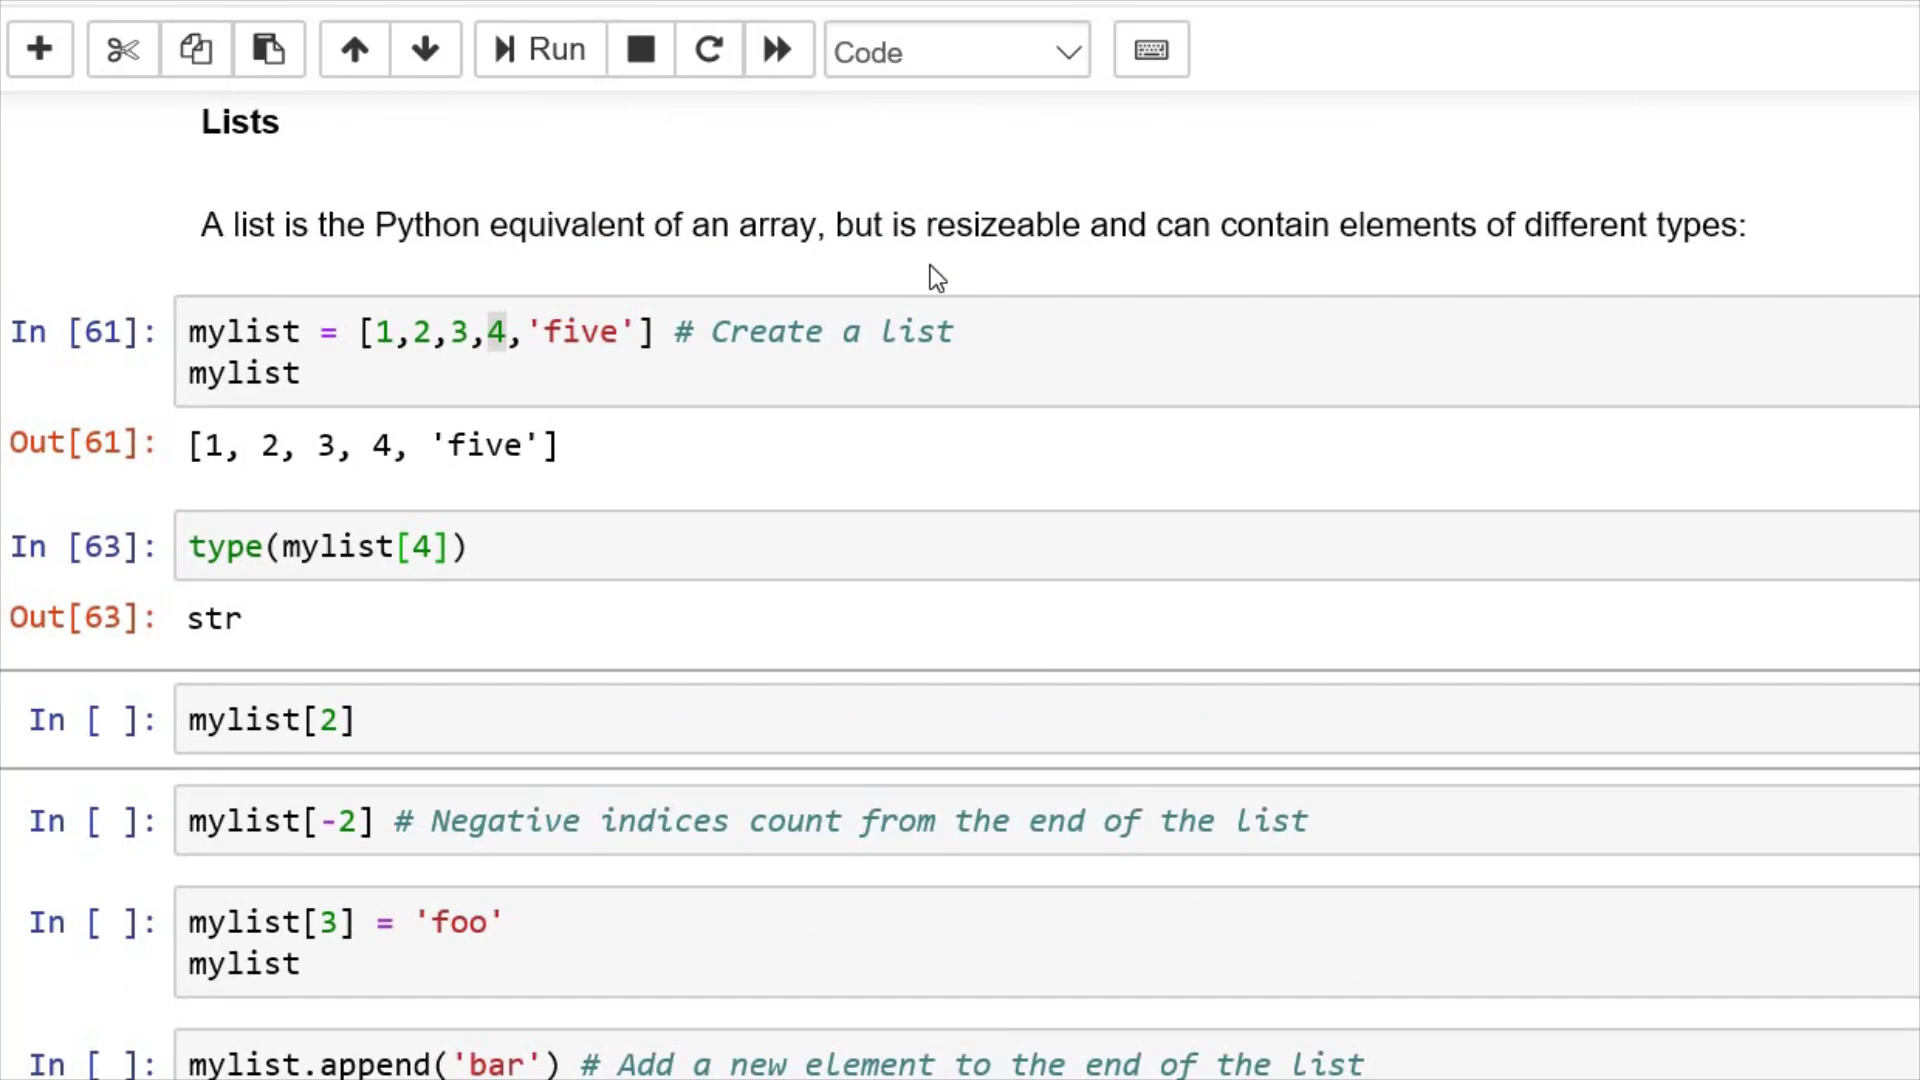 Run
Code
Lists
A list is the Python equivalent of an array, but is resizeable and can contain elements of different types:
In [61]: mylist = [1,2,3,4,'five'] # Create a list
mylist
Out[61]: [1, 2, 3, 4, 'five']
In [63]: type(mylist[4])
Out[63]: str
In [ ]: mylist[2]
In [ ]: mylist[-2] # Negative indices count from the end of the list
In [ ]: mylist[3] = 'foo'
mylist
In [ ]: mylist.append('bar') # Add a new element to the end of the list